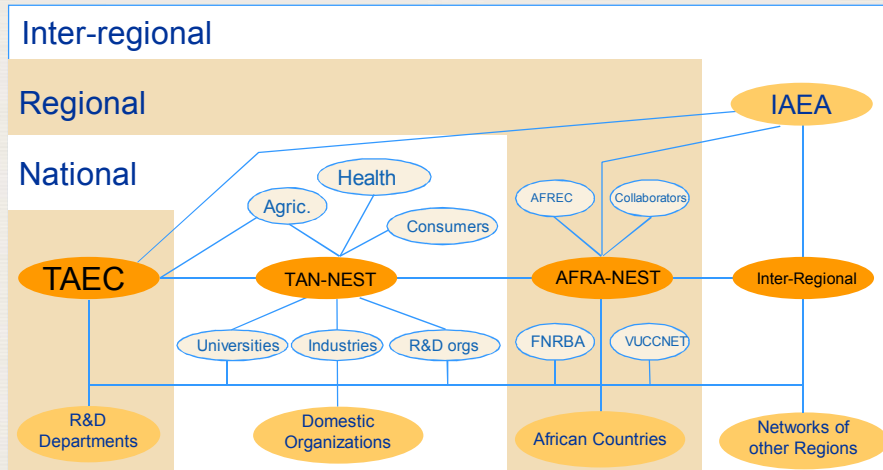 Inter-regional
Regional
IAEA
National
Health
AFREC
Collaborators
Agric.
Consumers
TAEC
TAN-NEST
AFRA-NEST
Inter-Regional
Universities
Industries
R&D orgs
FNRBA
VUCCNET
R&D
Departments
Domestic
Organizations
African Countries
Networks of
other Regions